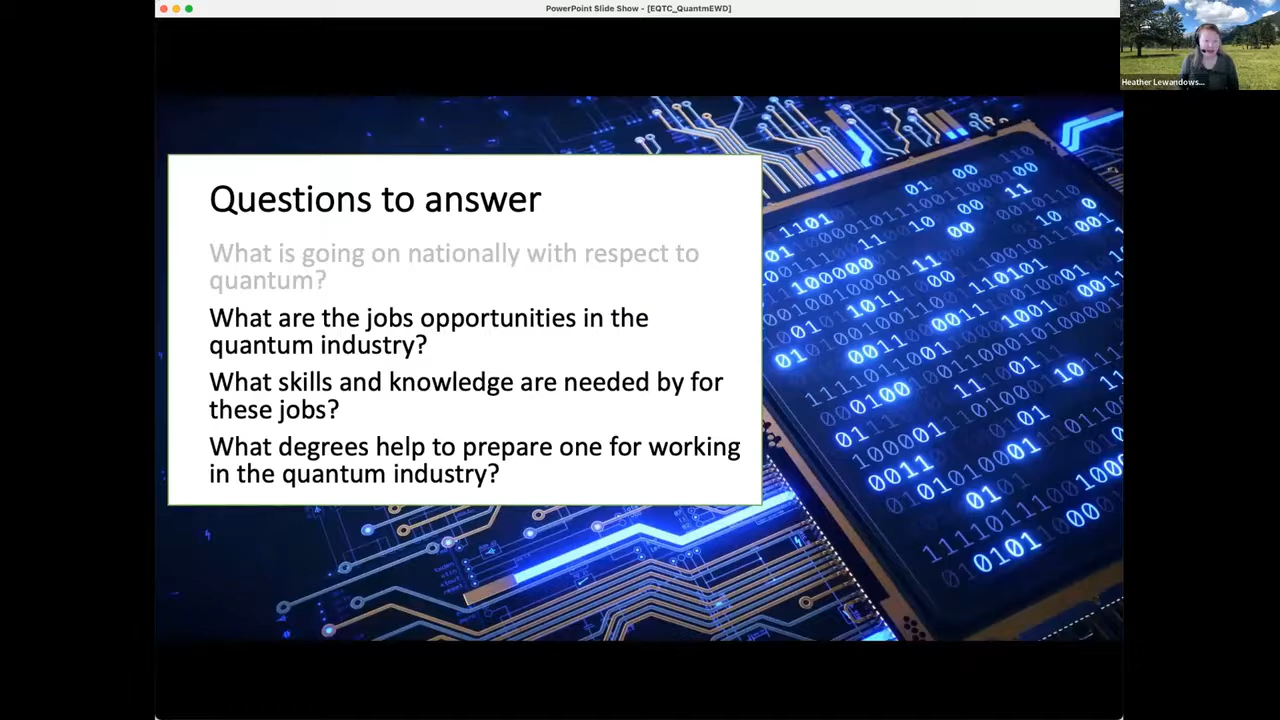 PowerPoint Slide Show - [EQTC_QuantmEWD]
Heather Lewandows...
Questions to answer
What is going on nationally with respect to
quantum?
What are the jobs opportunities in the
quantum industry?
What skills and knowledge are needed by for
these jobs?
What degrees help to prepare one for working
in the quantum industry?